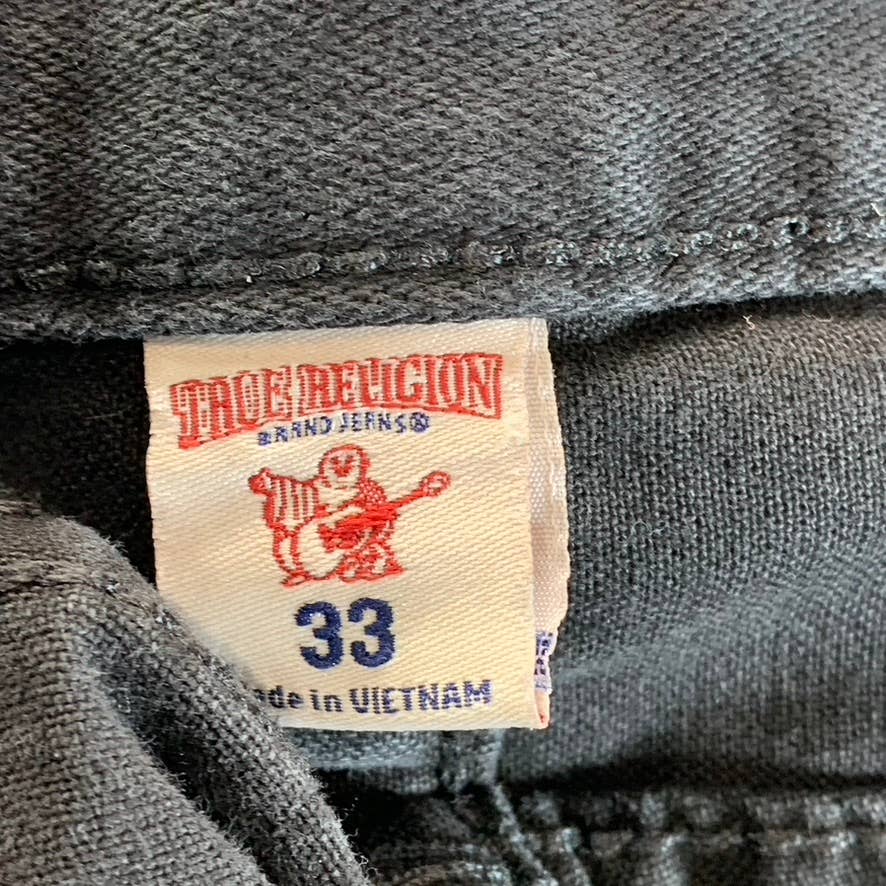 TRUE RELIGION
BRAND JEANS®
33
ade in VIETNAM